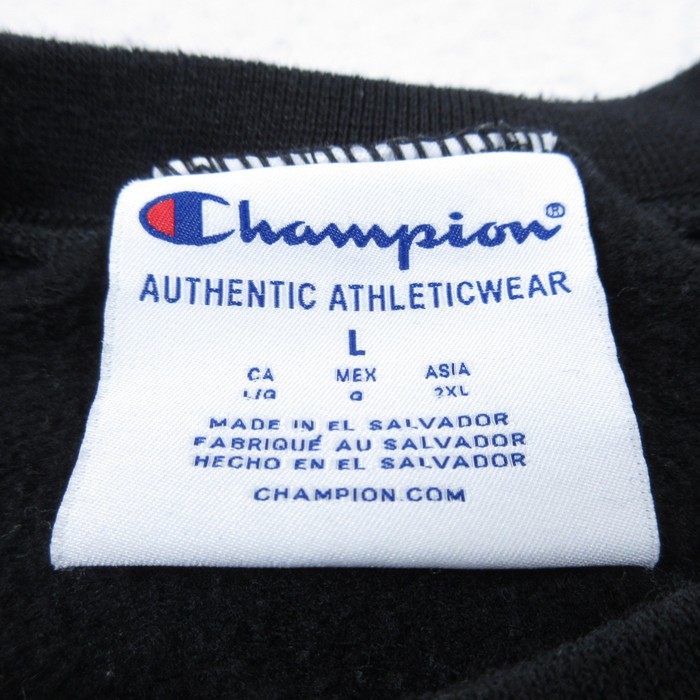 Champion®
AUTHENTIC ATHLETICWEAR
L
CA MEX ASIA
L/G G 2XL
MADE IN EL SALVADOR
FABRIQUÉ AU SALVADOR
HECHO EN EL SALVADOR
CHAMPION.COM